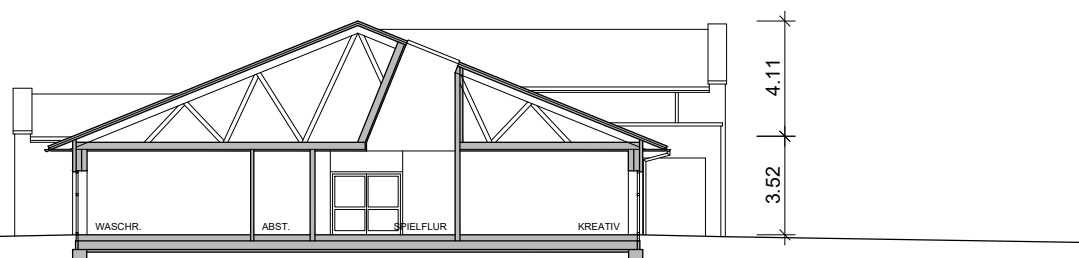 4.11
3.52
WASCHR.
ABST.
SPIELFLUR
KREATIV